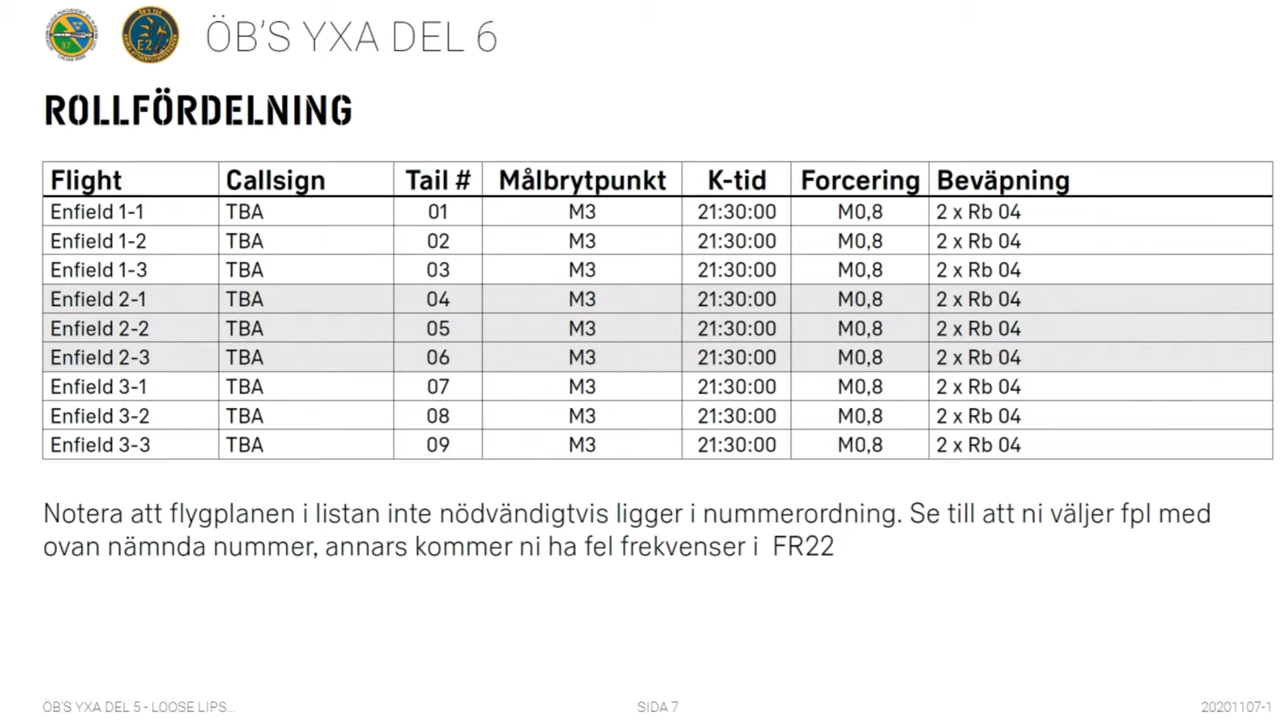 ÖB'S YXA DEL 6
ROLLFÖRDELNING
Flight Callsign Tail # Målbrytpunkt K-tid Forcering Beväpning
Enfield 1-1 TBA 01 M3 21:30:00 M0,8 2 x Rb 04
Enfield 1-2 TBA 02 M3 21:30:00 M0,8 2 x Rb 04
Enfield 1-3 TBA 03 M3 21:30:00 M0,8 2 x Rb 04
Enfield 2-1 TBA 04 M3 21:30:00 M0,8 2 x Rb 04
Enfield 2-2 TBA 05 M3 21:30:00 M0,8 2 x Rb 04
Enfield 2-3 TBA 06 M3 21:30:00 M0,8 2 x Rb 04
Enfield 3-1 TBA 07 M3 21:30:00 M0,8 2 x Rb 04
Enfield 3-2 TBA 08 M3 21:30:00 M0,8 2 x Rb 04
Enfield 3-3 TBA 09 M3 21:30:00 M0,8 2 x Rb 04
Notera att flygplanen i listan inte nödvändigtvis ligger i nummerordning. Se till att ni väljer fpl med
ovan nämnda nummer, annars kommer ni ha fel frekvenser i FR22
ÖB'S YXA DEL 5 - LOOSE LIPS... SIDA 7 20201107-1